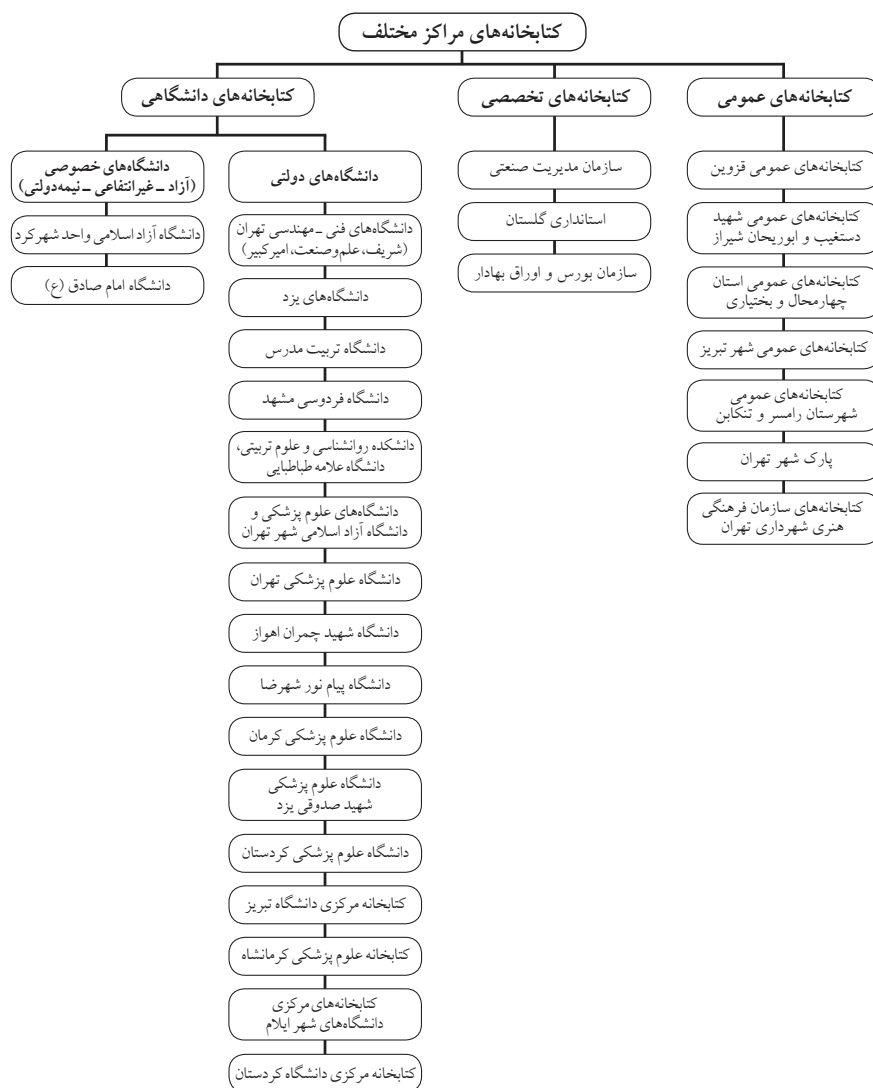 کتابخانه‌های مراکز مختلف
کتابخانه‌های عمومی
کتابخانه‌های تخصصی
کتابخانه‌های دانشگاهی
کتابخانه‌های عمومی قزوین
کتابخانه‌های عمومی شهید
دستغیب و ابوریحان شیراز
کتابخانه‌های عمومی استان
چهارمحال و بختیاری
کتابخانه‌های عمومی شهر تبریز
کتابخانه‌های عمومی
شهرستان رامسر و تنکابن
پارک شهر تهران
کتابخانه‌های سازمان فرهنگی
هنری شهرداری تهران
سازمان مدیریت صنعتی
استانداری گلستان
سازمان بورس و اوراق بهادار
دانشگاه‌های دولتی
دانشگاه‌های فنی ـ مهندسی تهران
(شریف، علم‌وصنعت، امیرکبیر)
دانشگاه‌های یزد
دانشگاه تربیت مدرس
دانشگاه فردوسی مشهد
دانشکده روانشناسی و علوم تربیتی،
دانشگاه علامه طباطبایی
دانشگاه‌های علوم پزشکی و
دانشگاه آزاد اسلامی شهر تهران
دانشگاه علوم پزشکی تهران
دانشگاه شهید چمران اهواز
دانشگاه پیام نور شهرضا
دانشگاه علوم پزشکی کرمان
دانشگاه علوم پزشکی
شهید صدوقی یزد
دانشگاه علوم پزشکی کردستان
کتابخانه مرکزی دانشگاه تبریز
کتابخانه علوم پزشکی کرمانشاه
کتابخانه‌های مرکزی
دانشگاه‌های شهر ایلام
کتابخانه مرکزی دانشگاه کردستان
دانشگاه‌های خصوصی
(آزاد ـ غیرانتفاعی ـ نیمه‌دولتی)
دانشگاه آزاد اسلامی واحد شهرکرد
دانشگاه امام صادق (ع)